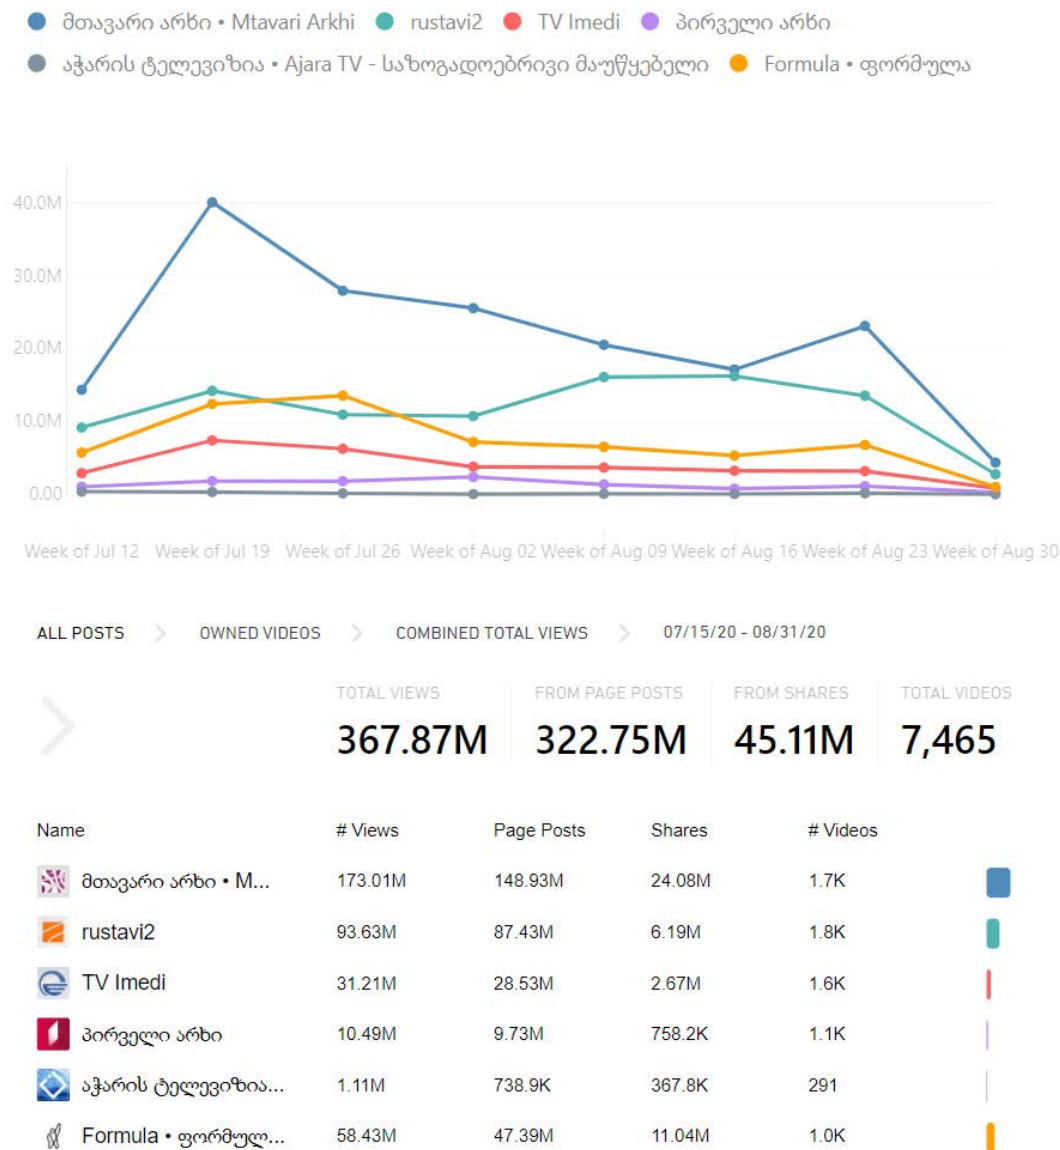 მთავარი არხი • Mtavari Arkhi rustavi2 TV Imedi პირველი არხი
აჭარის ტელევიზია • Ajara TV - საზოგადოებრივი მაუწყებელი Formula • ფორმულა
40.0M
30.0M
20.0M
10.0M
0.00
Week of Jul 12 Week of Jul 19 Week of Jul 26 Week of Aug 02 Week of Aug 09 Week of Aug 16 Week of Aug 23 Week of Aug 30
ALL POSTS OWNED VIDEOS COMBINED TOTAL VIEWS 07/15/20 - 08/31/20
TOTAL VIEWS FROM PAGE POSTS FROM SHARES TOTAL VIDEOS
367.87M 322.75M 45.11M 7,465
Name # Views Page Posts Shares # Videos
მთავარი არხი • M... 173.01M 148.93M 24.08M 1.7K
rustavi2 93.63M 87.43M 6.19M 1.8K
TV Imedi 31.21M 28.53M 2.67M 1.6K
პირველი არხი 10.49M 9.73M 758.2K 1.1K
აჭარის ტელევიზია... 1.11M 738.9K 367.8K 291
Formula • ფორმულ... 58.43M 47.39M 11.04M 1.0K